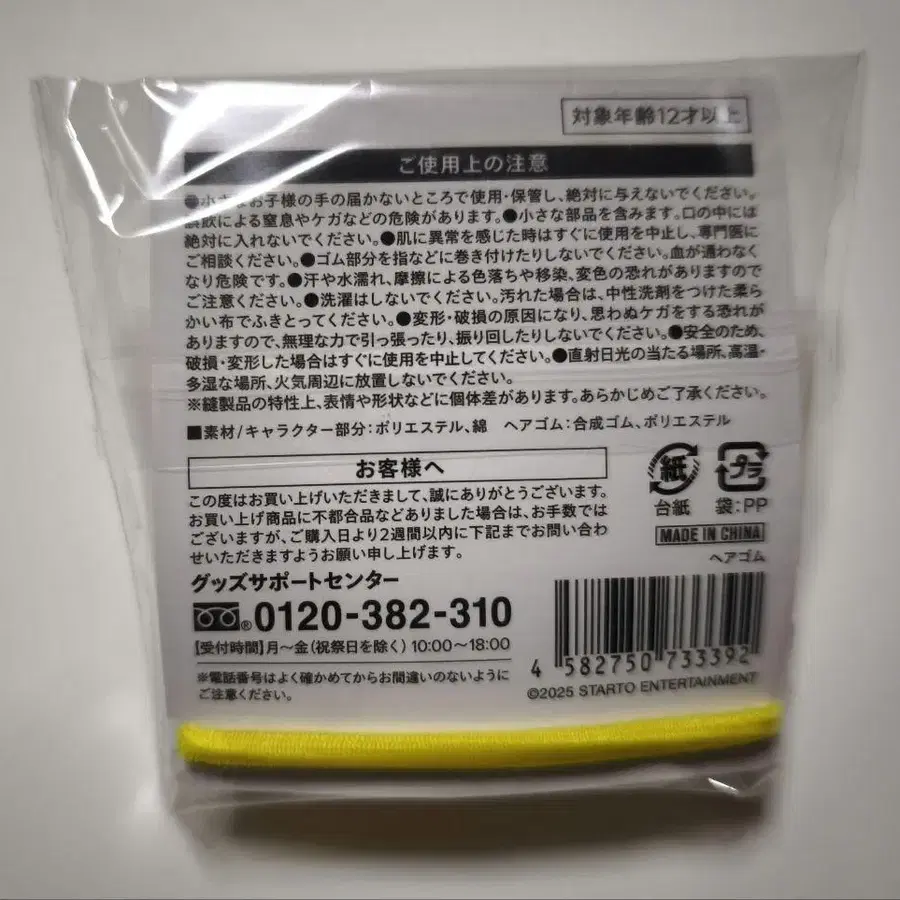 対象年齢12才以上
ご使用上の注意
●小さなお子様の手の届かないところで使用・保管し、絶対に与えないでください。
誤飲による窒息やケガなどの危険があります。●小さな部品を含みます。口の中には
絶対に入れないでください。●肌に異常を感じた時はすぐに使用を中止し、専門医に
ご相談ください。●ゴム部分を指などに巻き付けたりしないでください。血が通わなく
なり危険です。●汗や水濡れ、摩擦による色落ちや移染、変色の恐れがありますので
ご注意ください。●洗濯はしないでください。汚れた場合は、中性洗剤をつけた柔ら
かい布でふきとってください。●変形・破損の原因になり、思わぬケガをする恐れが
ありますので、無理な力で引っ張ったり、振り回したりしないでください。●安全のため、
破損・変形した場合はすぐに使用を中止してください。●直射日光の当たる場所、高温・
多湿な場所、火気周辺に放置しないでください。
※縫製品の特性上、表情や形状などに個体差があります。あらかじめご了承ください。
■素材/キャラクター部分:ポリエステル、綿 ヘアゴム:合成ゴム、ポリエステル
お客様へ
この度はお買い上げいただきまして、誠にありがとうございます。
お買い上げ商品に不都合品などありました場合は、お手数では
ございますが、ご購入日より2週間以内に下記までお問い合わ
せいただきますようお願い申し上げます。
グッズサポートセンター
®0120-382-310
【受付時間】月〜金(祝祭日を除く)10:00〜18:00
※電話番号はよく確かめてからお間違いのないように
ご注意ください。
紙 プラ
台紙 袋:PP
MADE IN CHINA
ヘアゴム
4 582750 733392
©2025 STARTO ENTERTAINMENT